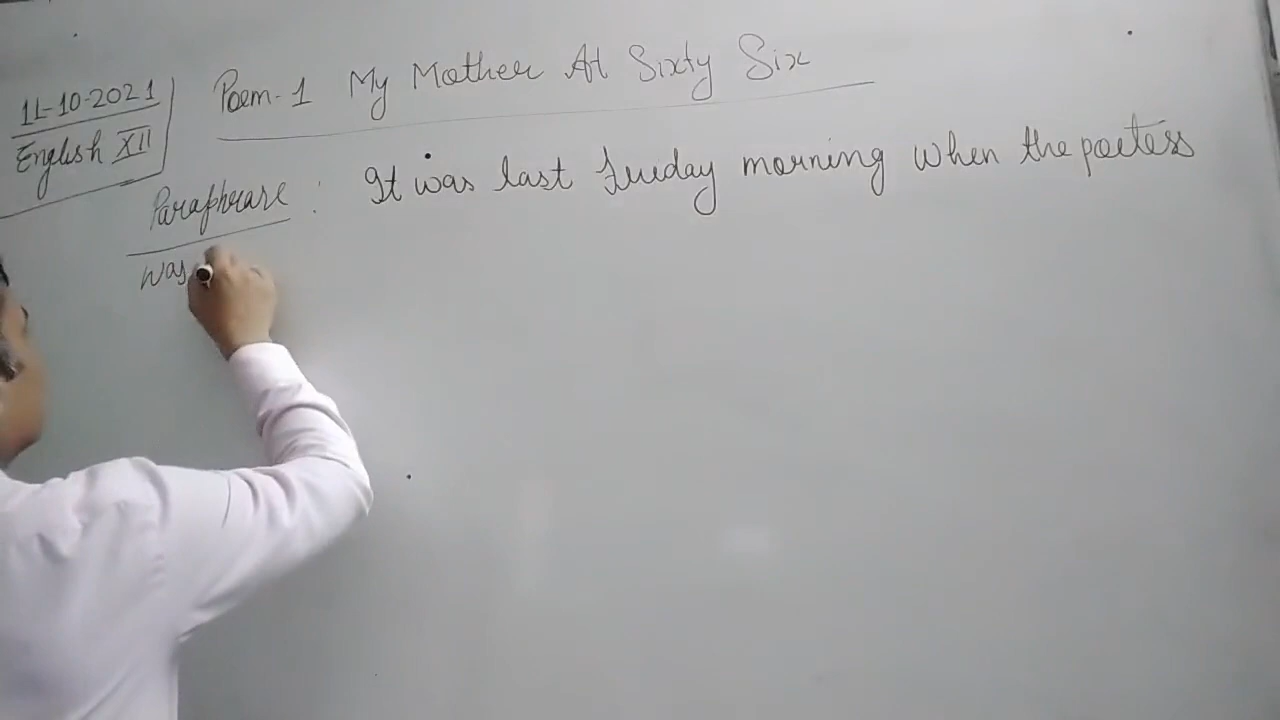 11-10-2021
English XII
Poem-1 My Mother At Sixty Six
Paraphrase : It was last Friday morning when the poetess
was